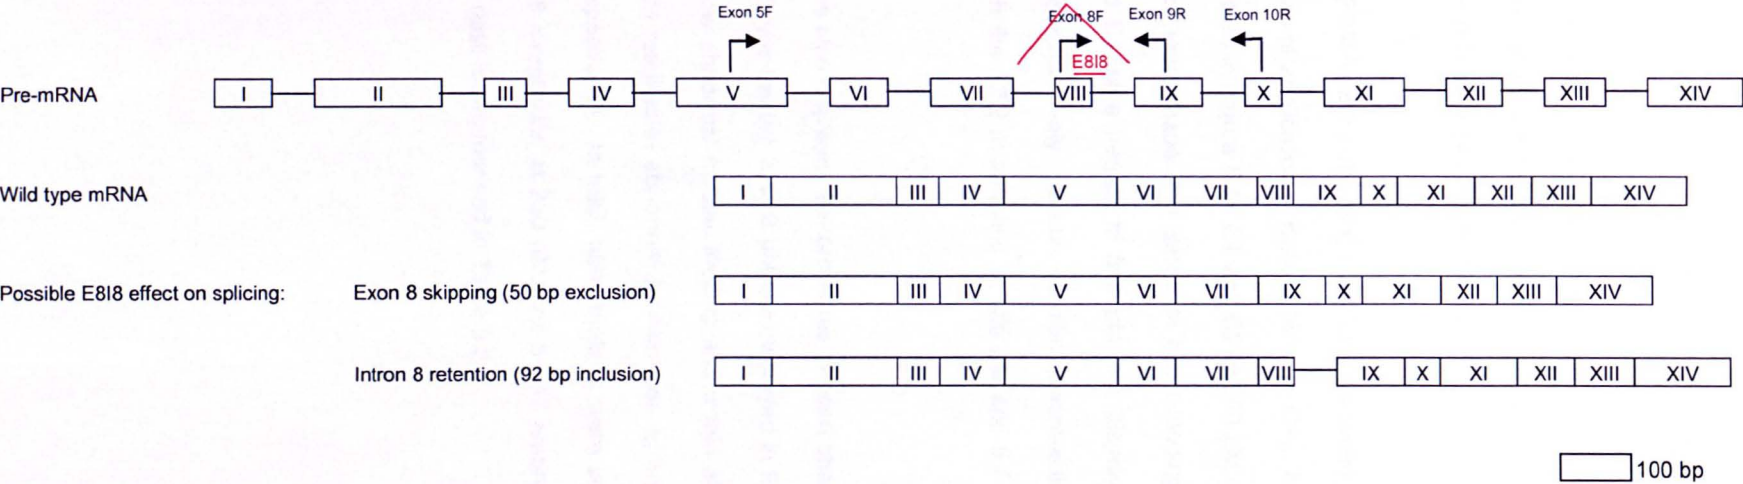 Exon 5F Exon 8F Exon 9R Exon 10R
E8I8
Pre-mRNA I II III IV V VI VII VIII IX X XI XII XIII XIV
Wild type mRNA I II III IV V VI VII VIII IX X XI XII XIII XIV
Possible E8I8 effect on splicing: Exon 8 skipping (50 bp exclusion) I II III IV V VI VII IX X XI XII XIII XIV
Intron 8 retention (92 bp inclusion) I II III IV V VI VII VIII IX X XI XII XIII XIV
100 bp